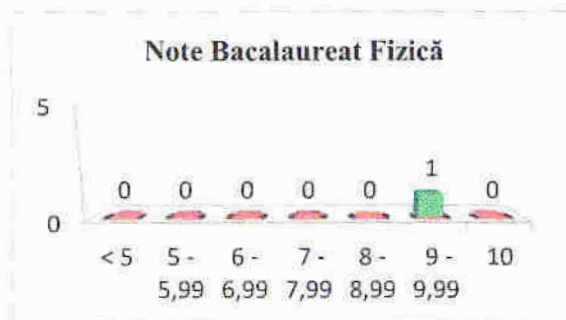 Note Bacalaureat Fizică
5
0 0 0 0 0 1 0
0
< 5 5 - 6 - 7 - 8 - 9 - 10
5,99 6,99 7,99 8,99 9,99